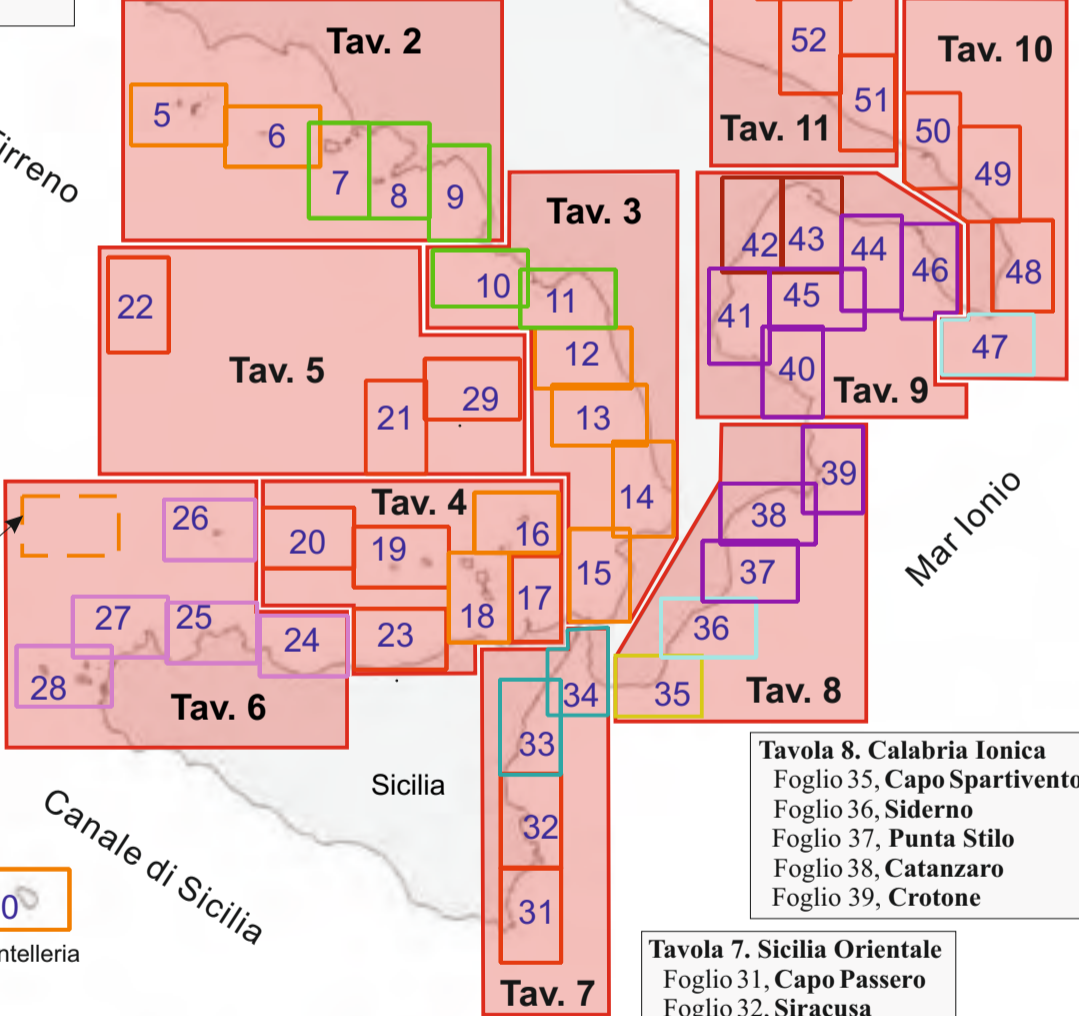 Tav. 2
Tav. 10
52
51
5
6
Tav. 11
50
49
7
8
9
Tav. 3
42
43
44
46
48
10
11
45
41
22
12
47
40
Tav. 5
Tav. 9
21
29
13
39
14
38
Tav. 4
26
20
19
16
Mar Ionio
15
37
27
25
18
17
36
24
23
28
34
35
Tav. 8
Tav. 6
33
Sicilia
Tavola 8. Calabria Ionica
Foglio 35, Capo Spartivento
Foglio 36, Siderno
Foglio 37, Punta Stilo
Foglio 38, Catanzaro
Foglio 39, Crotone
32
Canale di Sicilia
31
Tavola 7. Sicilia Orientale
Foglio 31, Capo Passero
Foglio 32, Siracusa
Tav. 7
0
ntelleria